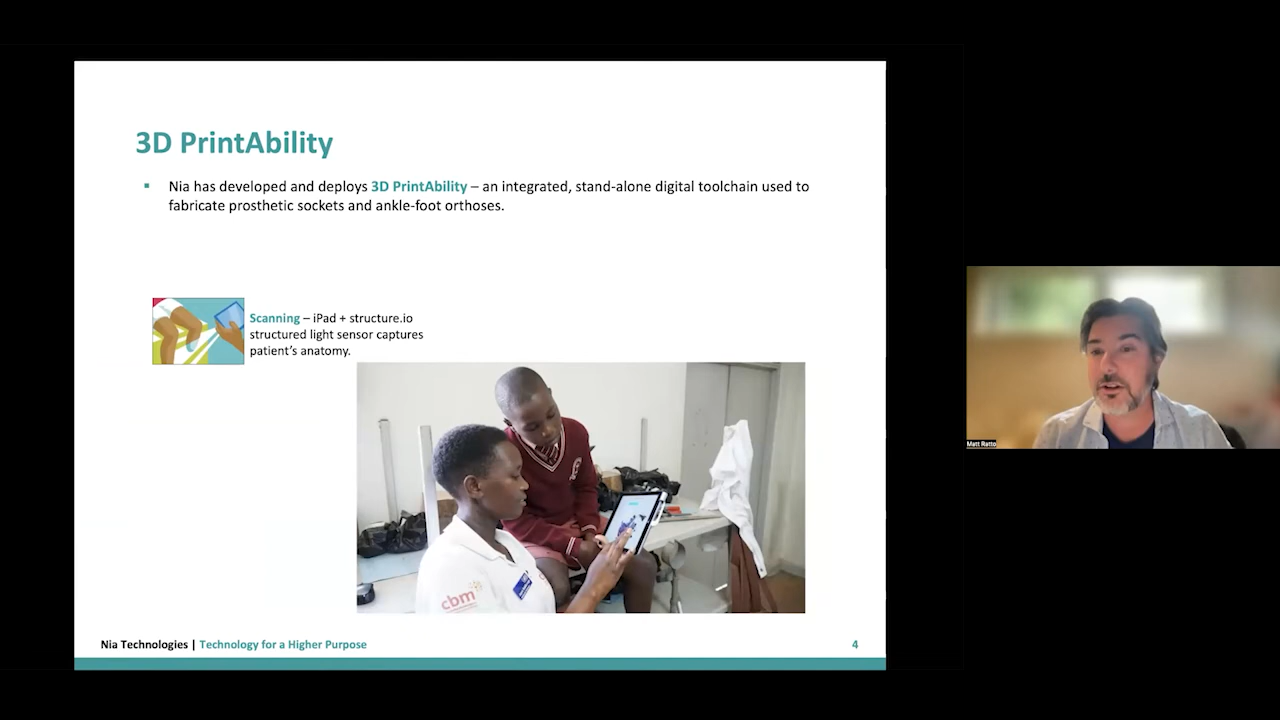 3D PrintAbility
▪ Nia has developed and deploys 3D PrintAbility – an integrated, stand-alone digital toolchain used to
fabricate prosthetic sockets and ankle-foot orthoses.
Scanning – iPad + structure.io
structured light sensor captures
patient's anatomy.
cbm
Nia Technologies | Technology for a Higher Purpose
4
Matt Ratto